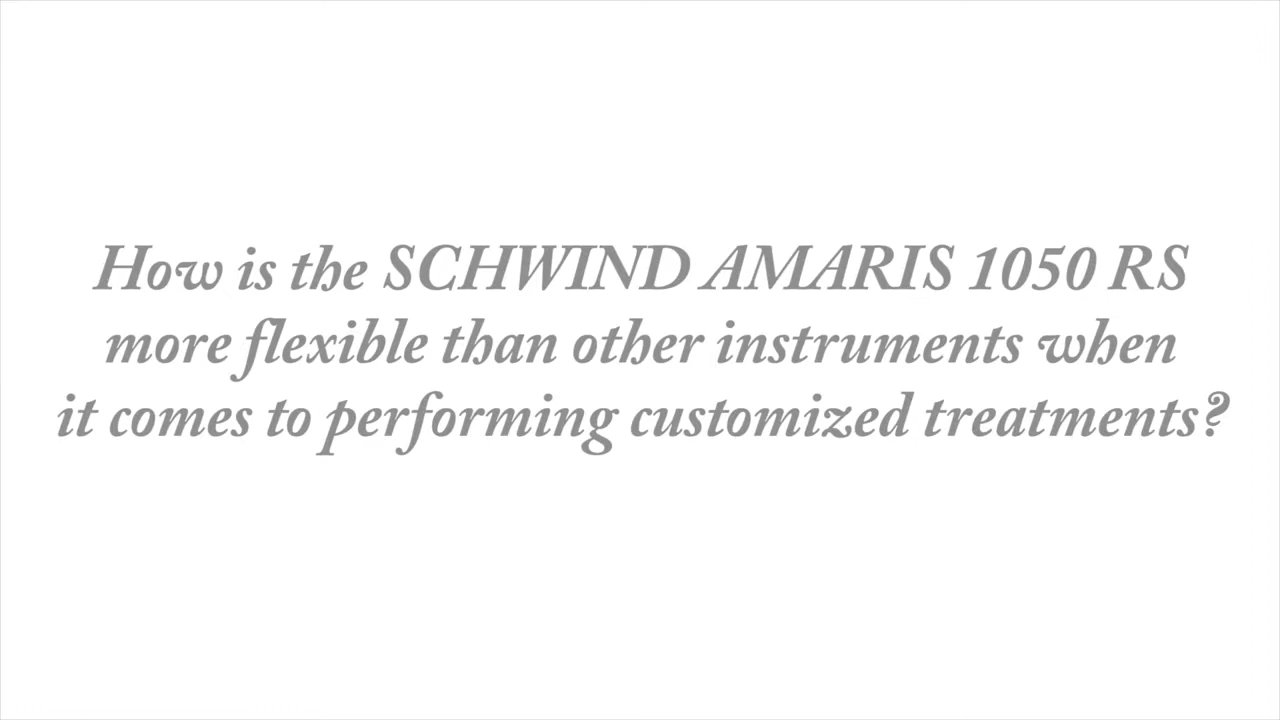 How is the SCHWIND AMARIS 1050 RS
more flexible than other instruments when
it comes to performing customized treatments?